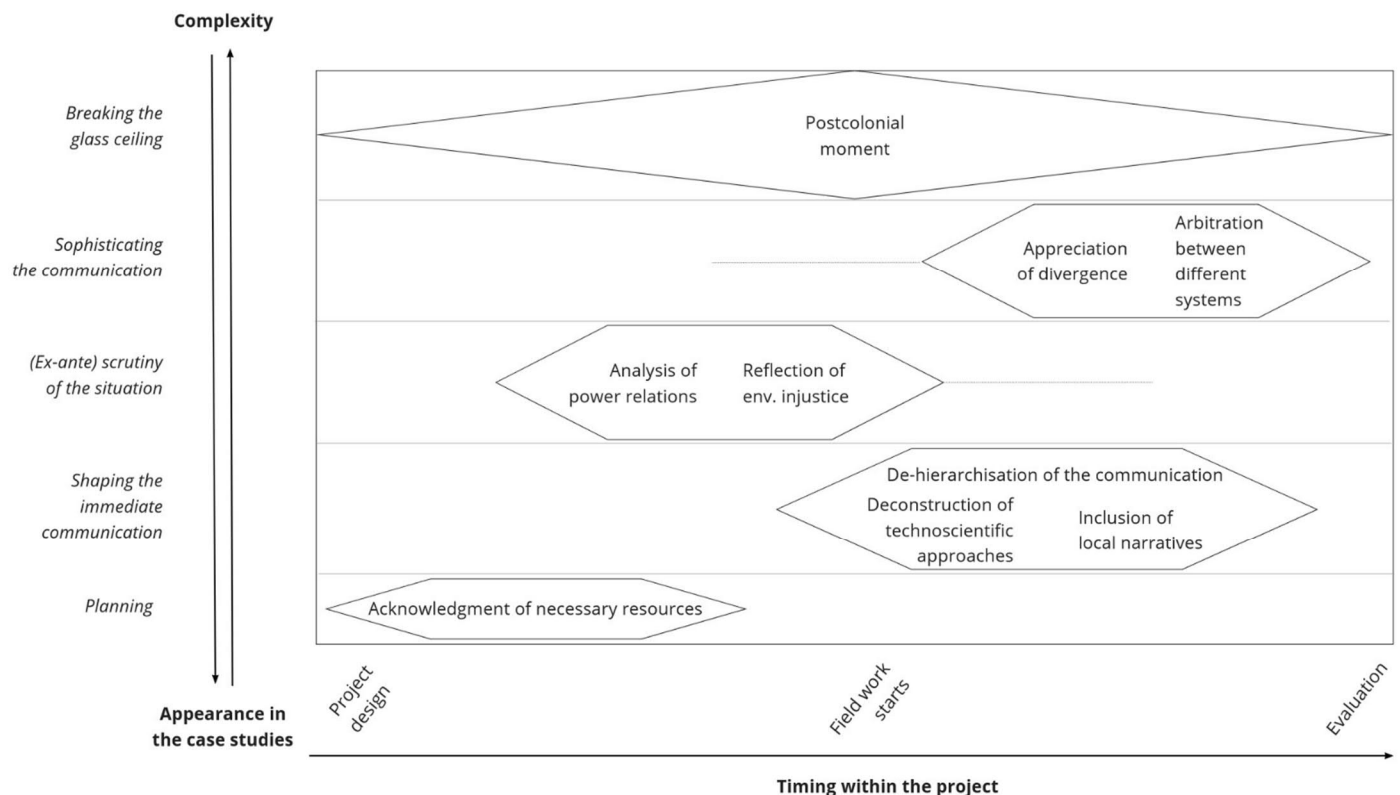 Complexity
Breaking the
glass ceiling
Postcolonial
moment
Sophisticating
the communication
Appreciation
of divergence
Arbitration
between
different
systems
(Ex-ante) scrutiny
of the situation
Analysis of
power relations
Reflection of
env. injustice
Shaping the
immediate
communication
De-hierarchisation of the communication
Deconstruction of
technoscientific
approaches
Inclusion of
local narratives
Planning
Acknowledgment of necessary resources
Project
design
Field work
starts
Evaluation
Appearance in
the case studies
Timing within the project